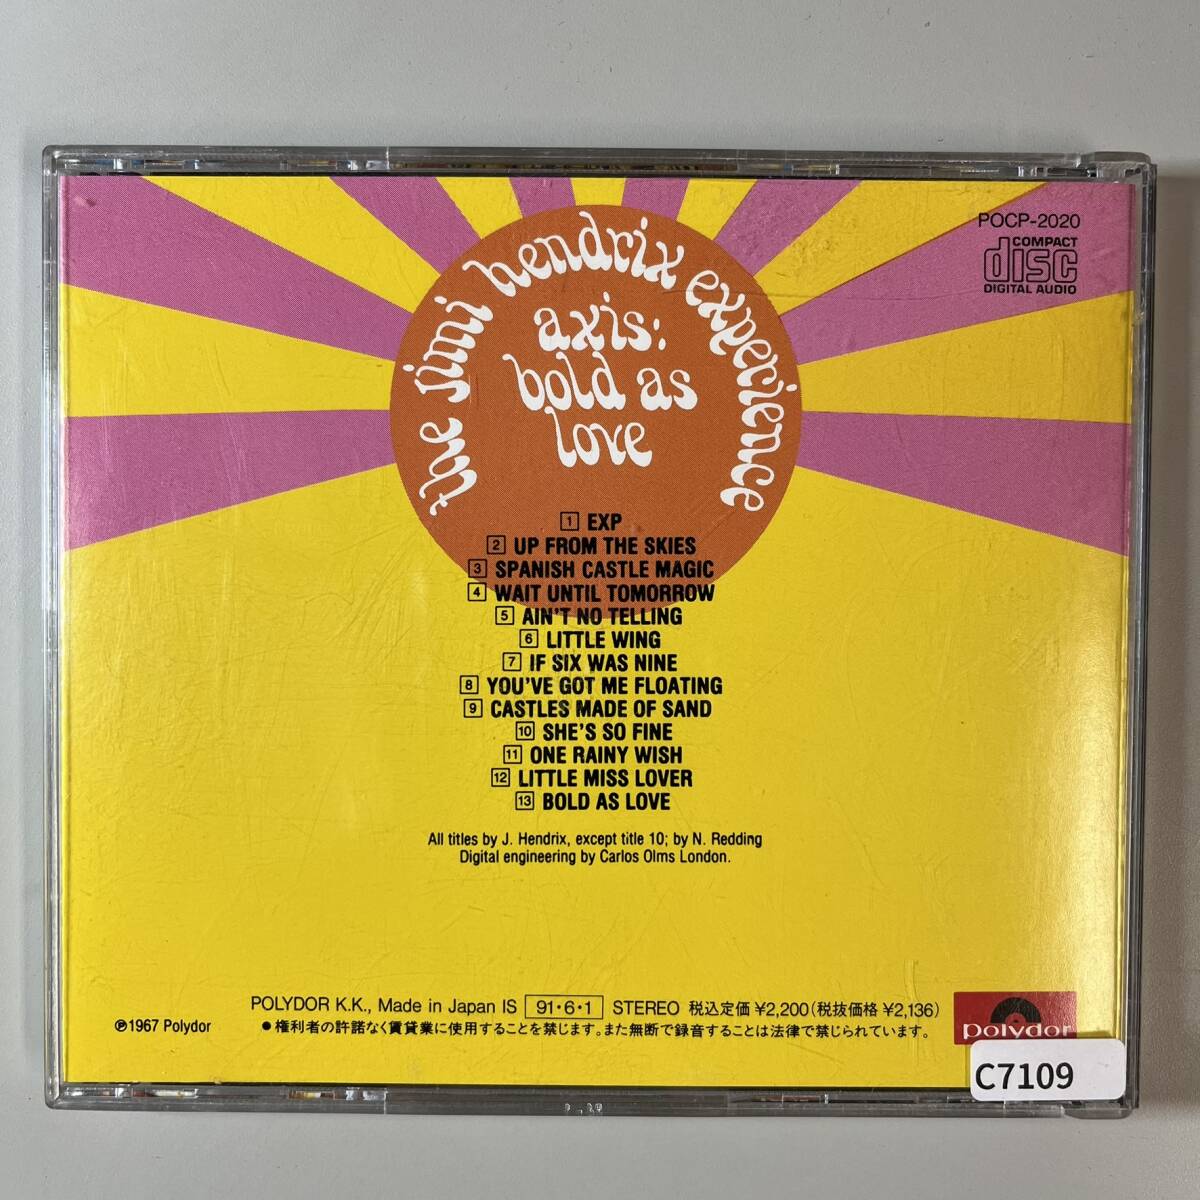 the jimi hendrix experience
axis:
bold as
love
POCP-2020
COMPACT
disc
DIGITAL AUDIO
1 EXP
2 UP FROM THE SKIES
3 SPANISH CASTLE MAGIC
4 WAIT UNTIL TOMORROW
5 AIN'T NO TELLING
6 LITTLE WING
7 IF SIX WAS NINE
8 YOU'VE GOT ME FLOATING
9 CASTLES MADE OF SAND
10 SHE'S SO FINE
11 ONE RAINY WISH
12 LITTLE MISS LOVER
13 BOLD AS LOVE
All titles by J. Hendrix, except title 10; by N. Redding
Digital engineering by Carlos Olms London.
POLYDOR K.K., Made in Japan IS 91・6・1 STEREO 税込定価 ¥2,200(税抜価格 ¥2,136)
℗1967 Polydor
●権利者の許諾なく賃貸業に使用することを禁じます。また無断で録音することは法律で禁じられています。
Polydor
C7109